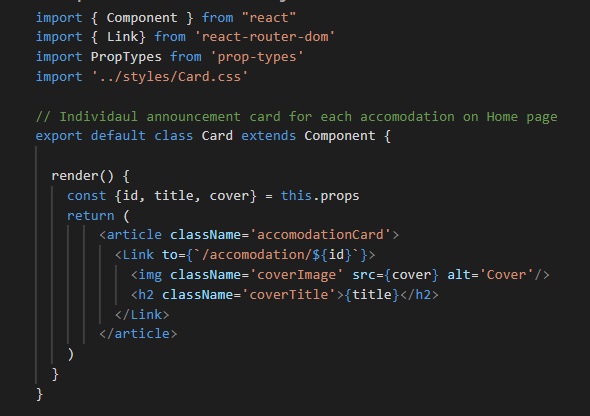 import { Component } from "react"
import { Link} from 'react-router-dom'
import PropTypes from 'prop-types'
import '../styles/Card.css'
// Individaul announcement card for each accomodation on Home page
export default class Card extends Component {
render() {
const {id, title, cover} = this.props
return (
<article className='accomodationCard'>
<Link to={`/accomodation/${id}`}>
<img className='coverImage' src={cover} alt='Cover'/>
<h2 className='coverTitle'>{title}</h2>
</Link>
</article>
)
}
}